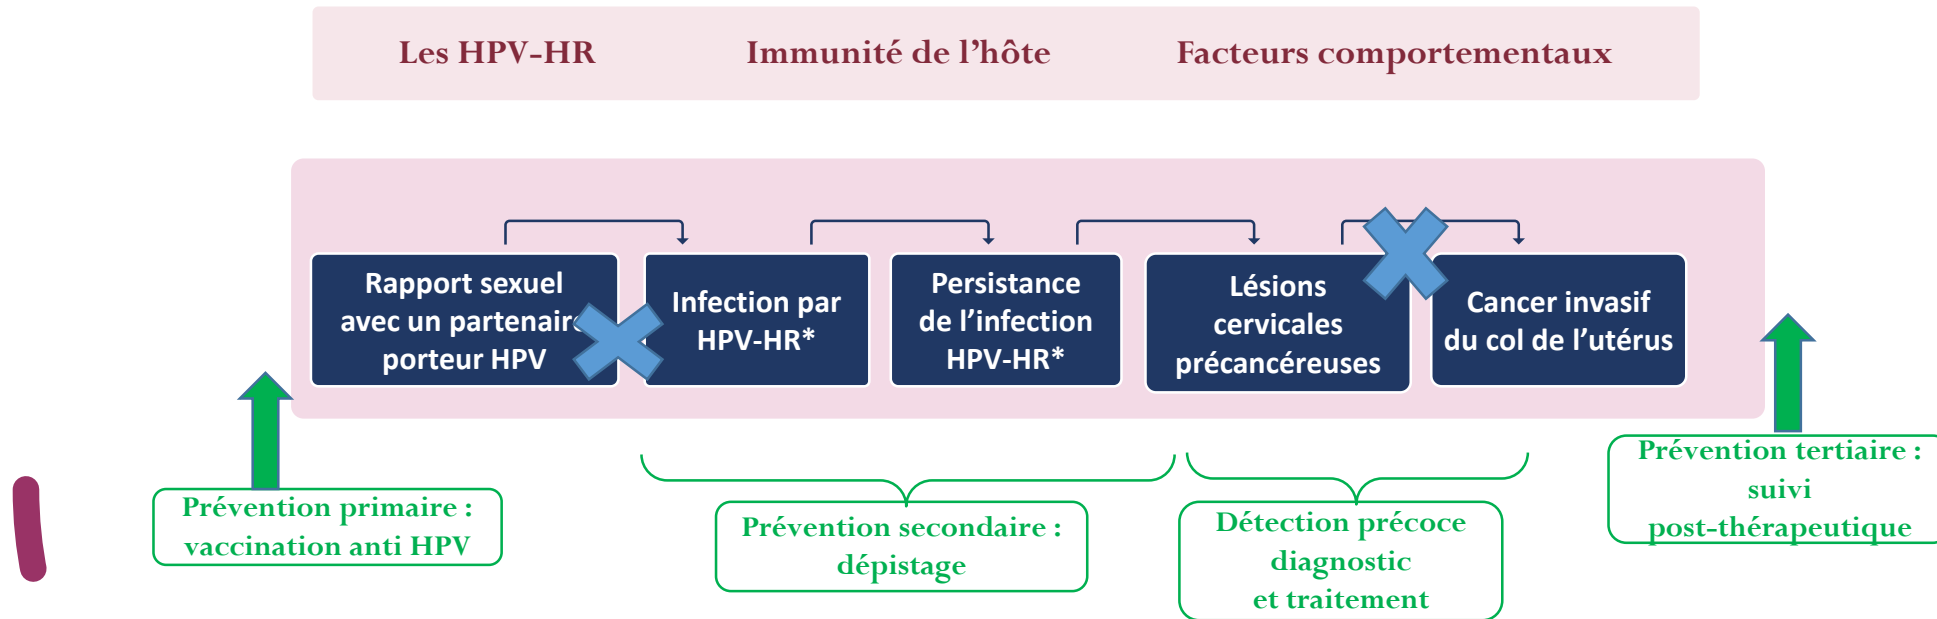 Les HPV-HR
Immunité de l’hôte
Facteurs comportementaux
Rapport sexuel
avec un partenaire
porteur HPV
Infection par
HPV-HR*
Persistance
de l’infection
HPV-HR*
Lésions
cervicales
précancéreuses
Cancer invasif
du col de l’utérus
Prévention primaire :
vaccination anti HPV
Prévention secondaire :
dépistage
Détection précoce
diagnostic
et traitement
Prévention tertiaire :
suivi
post-thérapeutique